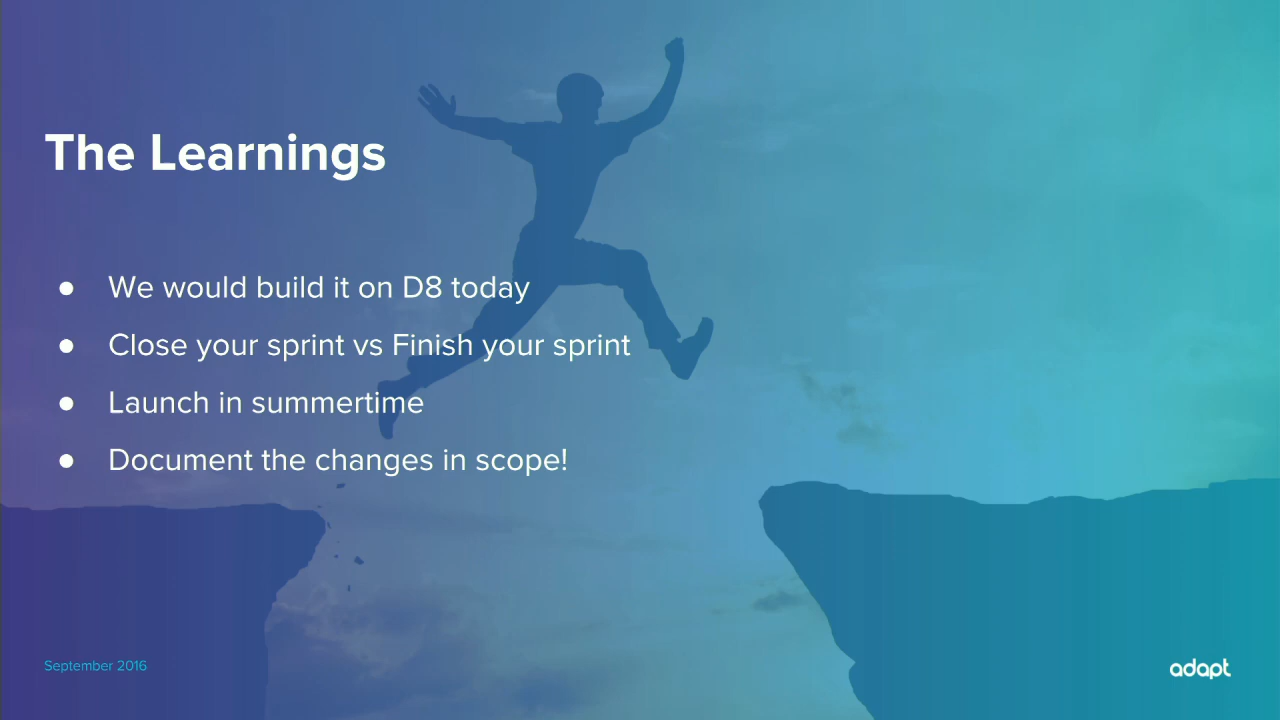 The Learnings
● We would build it on D8 today
● Close your sprint vs Finish your sprint
● Launch in summertime
● Document the changes in scope!
September 2016
adapt